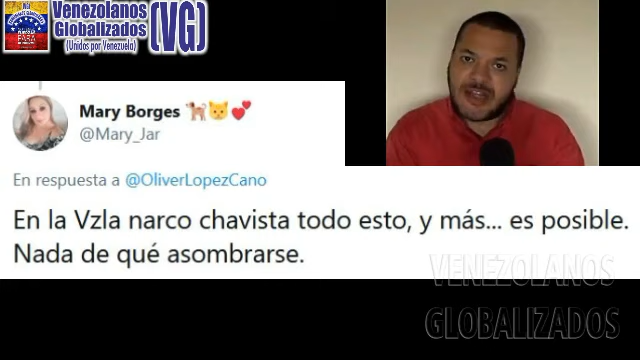 Venezolanos
Globalizados
(Unidos por Venezuela)
(VG)
Mary Borges 🐕🐱💕
@Mary_Jar
En respuesta a @OliverLopezCano
En la Vzla narco chavista todo esto, y más... es posible.
Nada de qué asombrarse.
VENEZOLANOS
GLOBALIZADOS